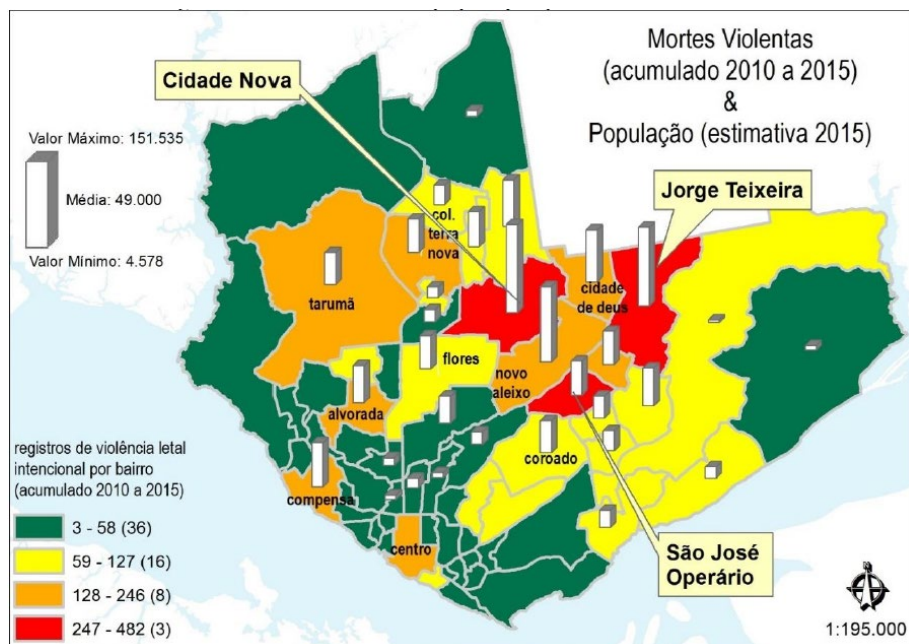 Mortes Violentas
(acumulado 2010 a 2015)
&
População (estimativa 2015)
Cidade Nova
Valor Máximo: 151.535
Média: 49.000
Valor Mínimo: 4.578
Jorge Teixeira
col.
terra
nova
tarumã
cidade
de deus
flores
novo
aleixo
alvorada
coroado
compensa
centro
São José
Operário
registros de violência letal
intencional por bairro
(acumulado 2010 a 2015)
3 - 58 (36)
59 - 127 (16)
128 - 246 (8)
247 - 482 (3)
1:195.000